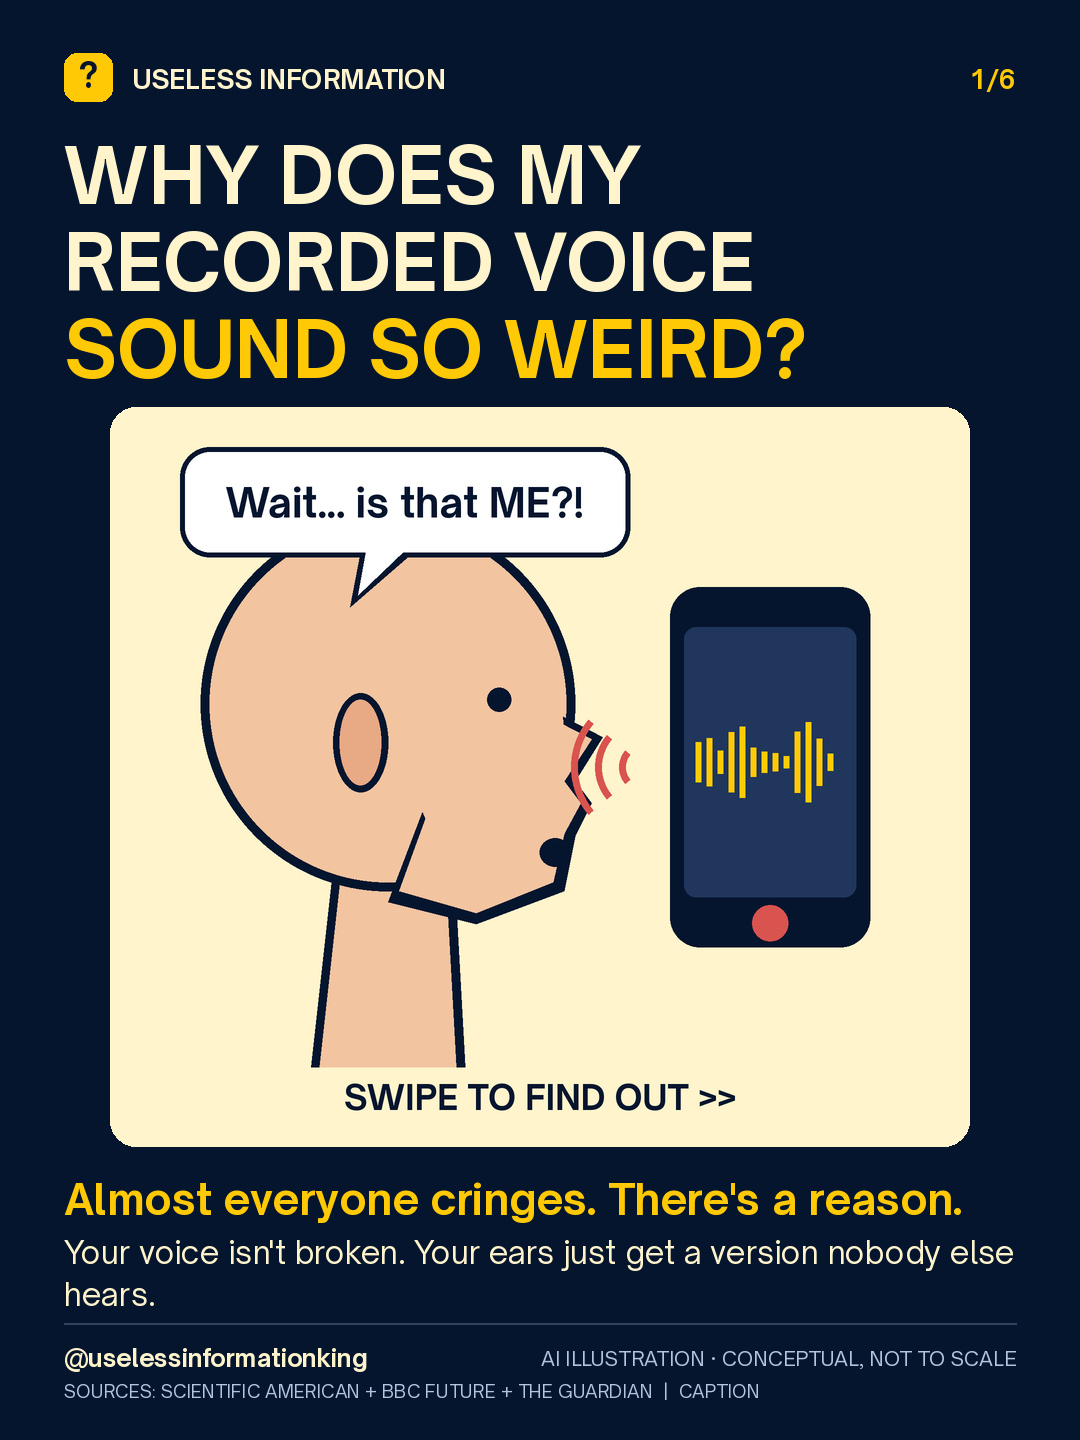 ?
USELESS INFORMATION
1/6
WHY DOES MY
RECORDED VOICE
SOUND SO WEIRD?
Wait... is that ME?!
SWIPE TO FIND OUT >>
Almost everyone cringes. There's a reason.
Your voice isn't broken. Your ears just get a version nobody else
hears.
@uselessinformationking
AI ILLUSTRATION · CONCEPTUAL, NOT TO SCALE
SOURCES: SCIENTIFIC AMERICAN + BBC FUTURE + THE GUARDIAN | CAPTION